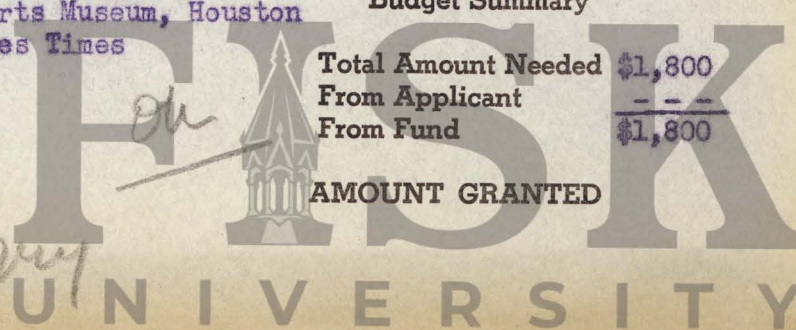 rts Museum, Houston
es Times
Budget Summary
Total Amount Needed $1,800
From Applicant - - -
From Fund $1,800
AMOUNT GRANTED
FISK
UNIVERSITY